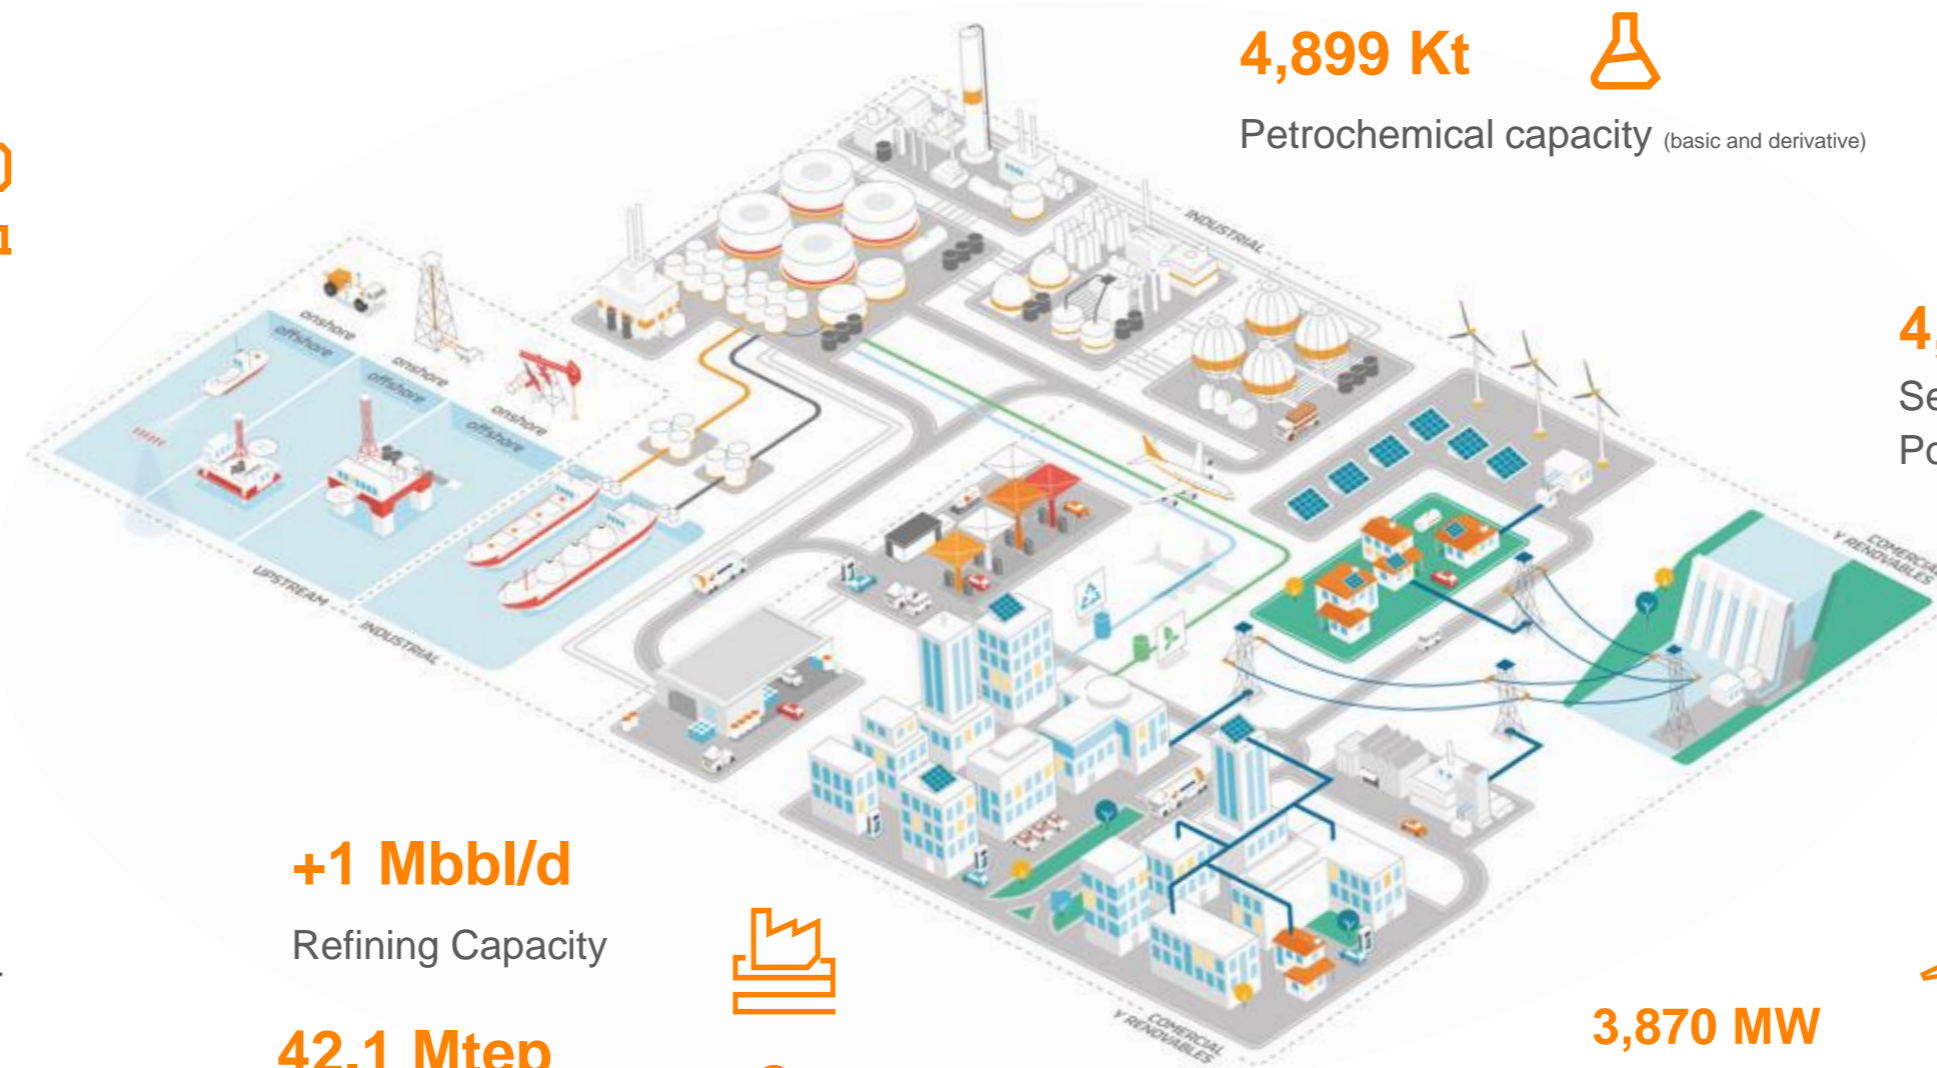 4,899 Kt
Petrochemical capacity (basic and derivative)
INDUSTRIAL
onshore
offshore
onshore
offshore
onshore
offshore
UPSTREAM
INDUSTRIAL
COMERCIAL
Y RENOVABLES
+1 Mbbl/d
Refining Capacity
42.1 Mtep
COMERCIAL
Y RENOVABLES
3,870 MW